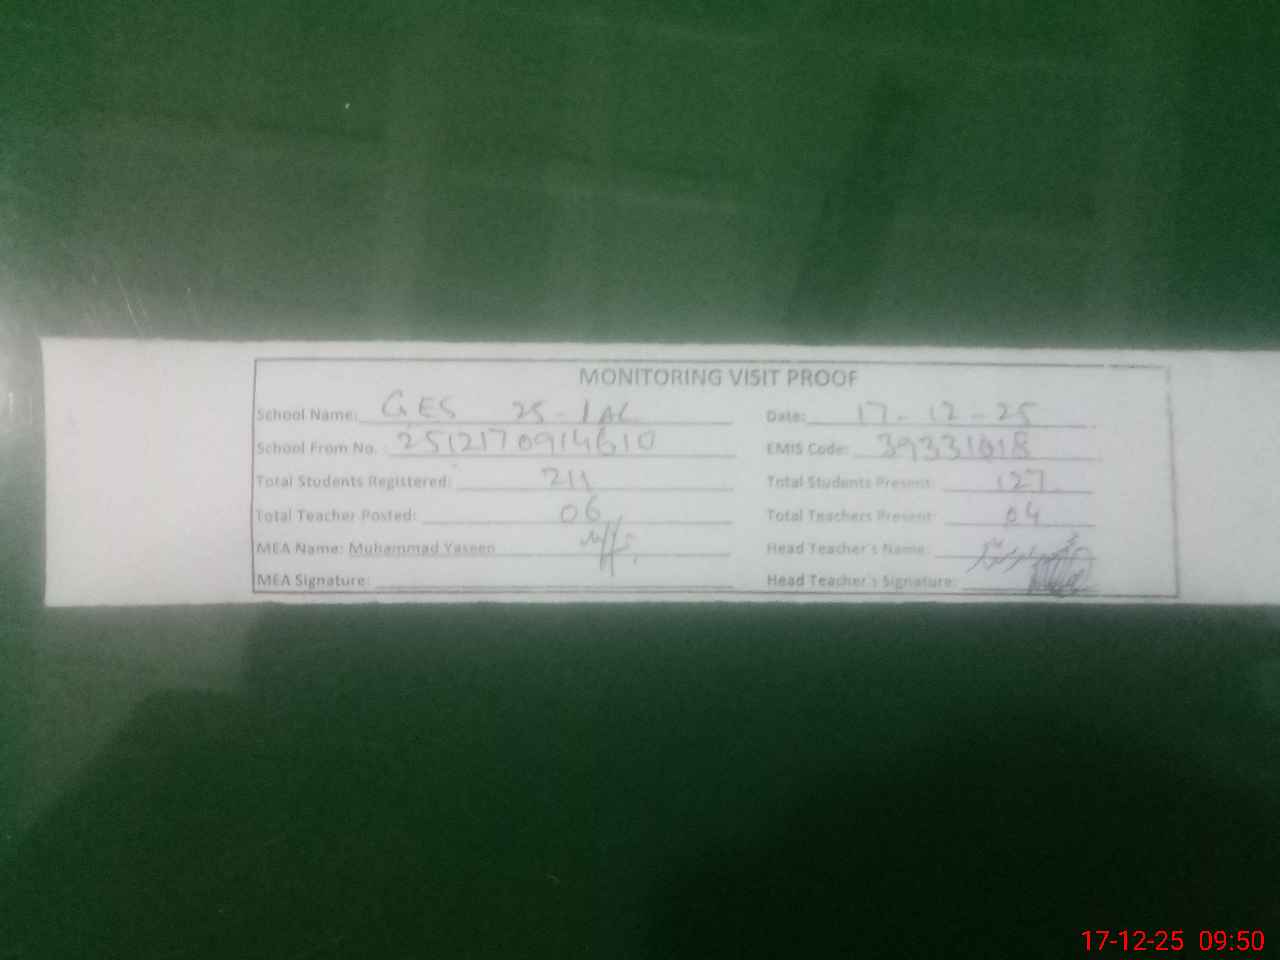 MONITORING VISIT PROOF
School Name: GES 25-1AL Date: 17-12-25
School From No. : 2512170914610 EMIS Code: 39331018
Total Students Registered: 211 Total Students Present: 127
Total Teacher Posted: 06 Total Teachers Present: 04
MEA Name: Muhammad Yaseen Head Teacher's Name:
MEA Signature: Head Teacher's Signature:
17-12-25 09:50